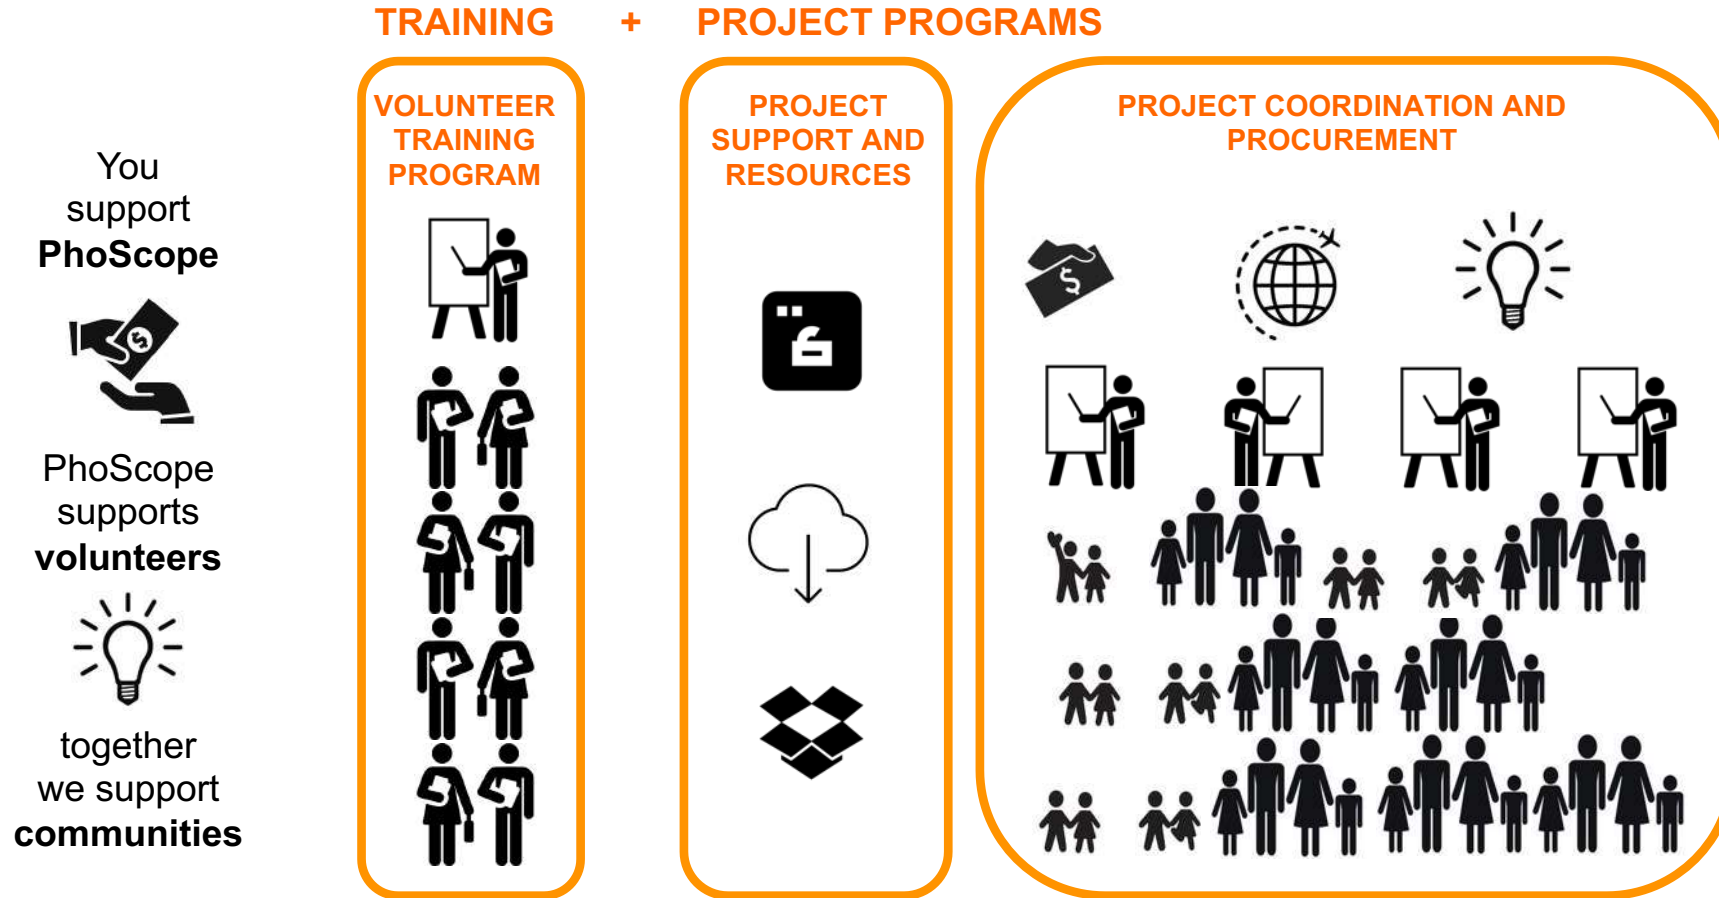 TRAINING + PROJECT PROGRAMS
You
support
PhoScope
PhoScope
supports
volunteers
together
we support
communities
VOLUNTEER
TRAINING
PROGRAM
PROJECT
SUPPORT AND
RESOURCES
PROJECT COORDINATION AND
PROCUREMENT
$
$